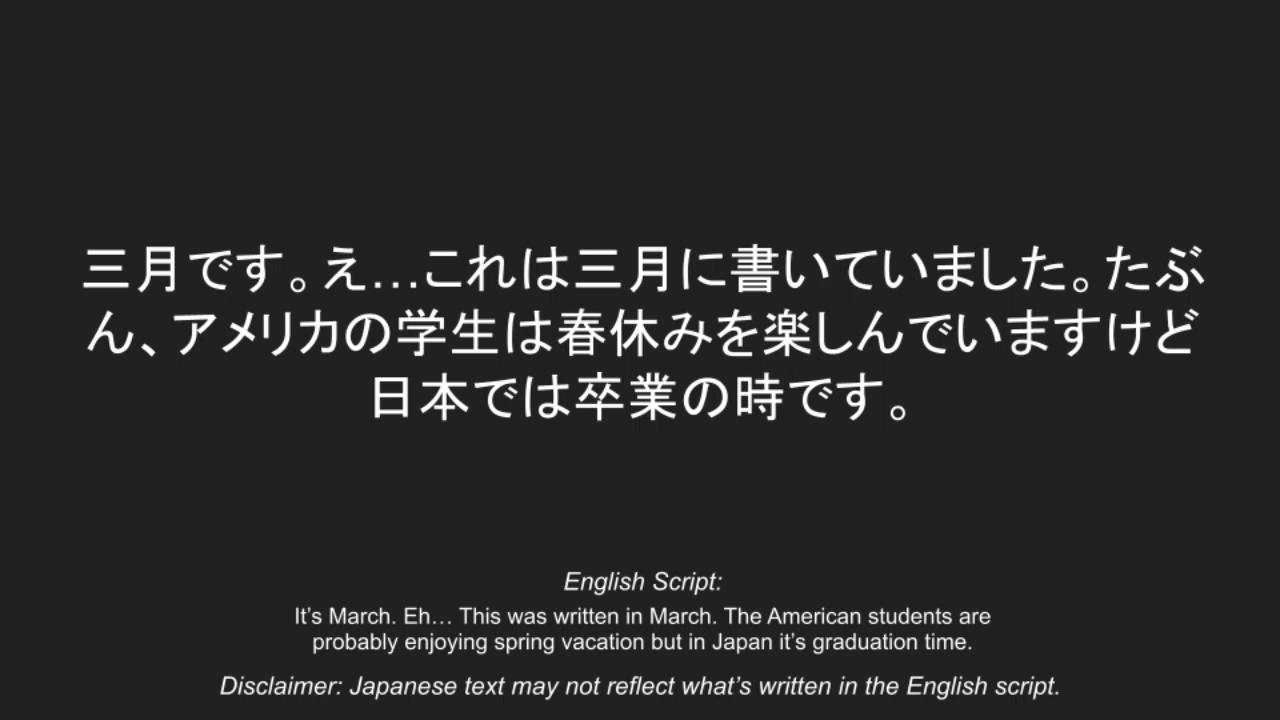 三月です。え…これは三月に書いていました。たぶ
ん、アメリカの学生は春休みを楽しんでいますけど
日本では卒業の時です。
English Script:
It’s March. Eh… This was written in March. The American students are
probably enjoying spring vacation but in Japan it’s graduation time.
Disclaimer: Japanese text may not reflect what’s written in the English script.